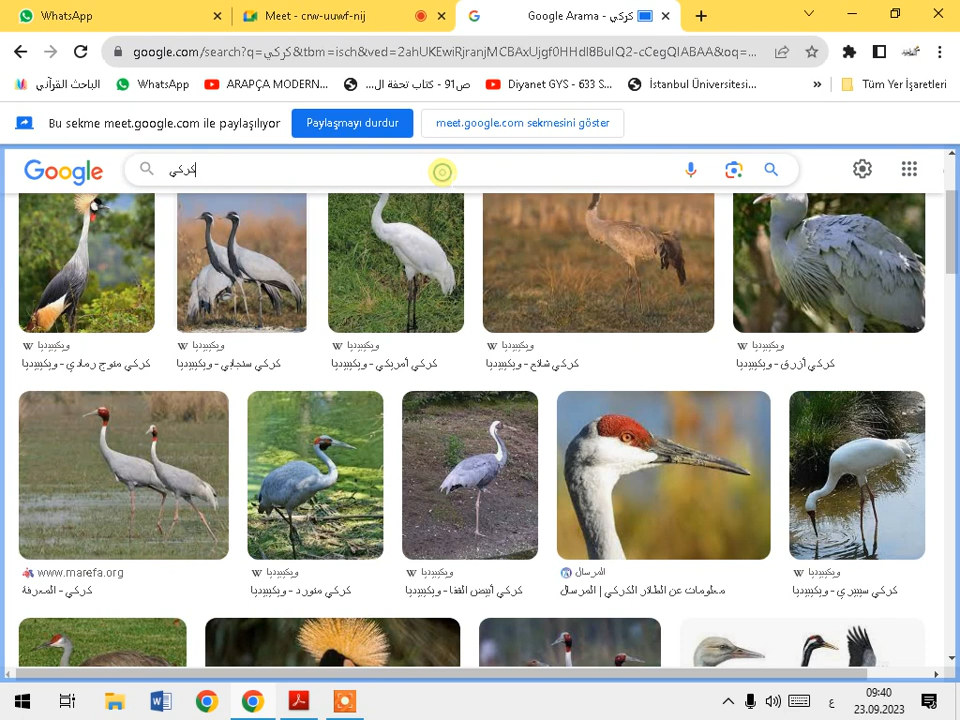 WhatsApp
Meet - crw-uuwf-nij
كركي - Google Arama
google.com/search?q=كركي&tbm=isch&ved=2ahUKEwiRjranjMCBAxUjgf0HHdl8BuIQ2-cCegQIABAA&oq=...
الباحث القرآني
WhatsApp
ARAPÇA MODERN...
ص91 - كتاب تحفة ال...
Diyanet GYS - 633 S...
İstanbul Üniversitesi...
»
Tüm Yer İşaretleri
Bu sekme meet.google.com ile paylaşılıyor
Paylaşmayı durdur
meet.google.com sekmesini göster
Google
كركي
ويكيبيديا
ويكيبيديا
ويكيبيديا
ويكيبيديا
ويكيبيديا
كركي متوج رمادي - ويكيبيديا
كركي سنجابي - ويكيبيديا
كركي أمريكي - ويكيبيديا
كركي شائع - ويكيبيديا
كركي أزرق - ويكيبيديا
www.marefa.org
ويكيبيديا
ويكيبيديا
المرسال
ويكيبيديا
كركي - المعرفة
كركي متورد - ويكيبيديا
كركي أبيض القفا - ويكيبيديا
معلومات عن الطائر الكركي | المرسال
كركي سيبيري - ويكيبيديا
ع
09:40
23.09.2023